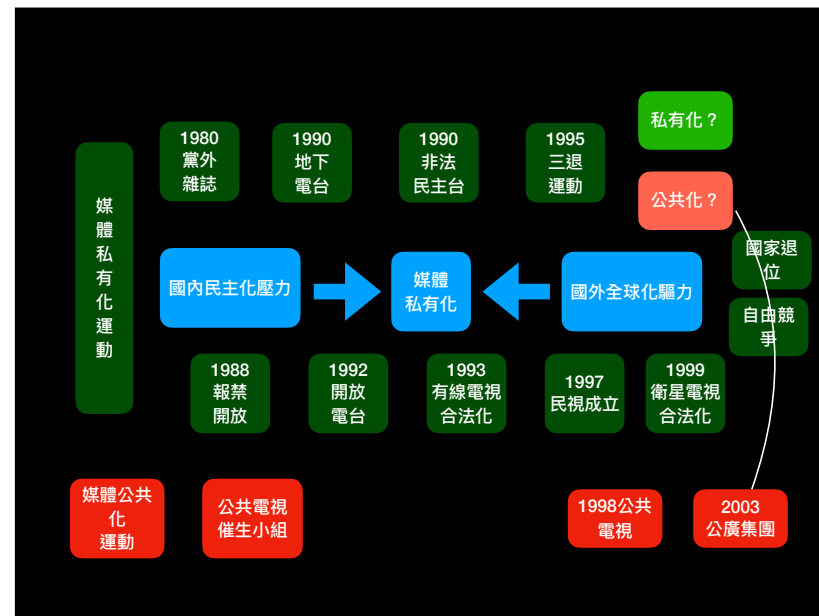 私有化？
1980
黨外
雜誌
1990
地下
電台
1990
非法
民主台
1995
三退
運動
媒
體
私
有
化
運
動
公共化？
國家退
位
國內民主化壓力
媒體
私有化
國外全球化驅力
自由競
爭
1988
報禁
開放
1992
開放
電台
1993
有線電視
合法化
1997
民視成立
1999
衛星電視
合法化
媒體公共
化
運動
公共電視
催生小組
1998公共
電視
2003
公廣集團